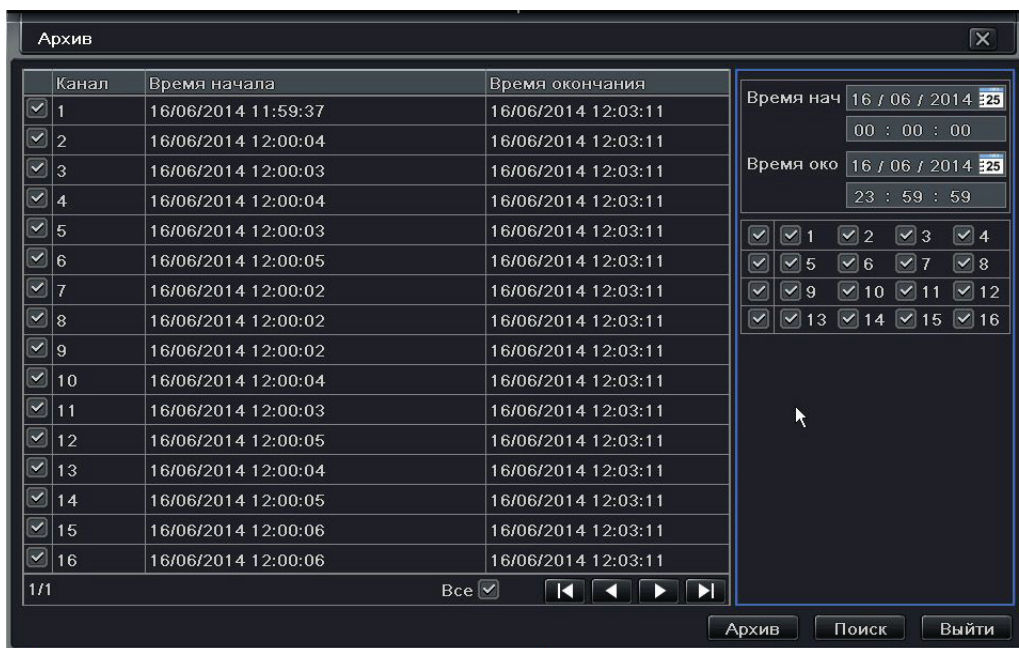 Архив
Канал Время начала Время окончания
1 16/06/2014 11:59:37 16/06/2014 12:03:11
2 16/06/2014 12:00:04 16/06/2014 12:03:11
3 16/06/2014 12:00:03 16/06/2014 12:03:11
4 16/06/2014 12:00:04 16/06/2014 12:03:11
5 16/06/2014 12:00:03 16/06/2014 12:03:11
6 16/06/2014 12:00:05 16/06/2014 12:03:11
7 16/06/2014 12:00:02 16/06/2014 12:03:11
8 16/06/2014 12:00:02 16/06/2014 12:03:11
9 16/06/2014 12:00:02 16/06/2014 12:03:11
10 16/06/2014 12:00:04 16/06/2014 12:03:11
11 16/06/2014 12:00:03 16/06/2014 12:03:11
12 16/06/2014 12:00:05 16/06/2014 12:03:11
13 16/06/2014 12:00:04 16/06/2014 12:03:11
14 16/06/2014 12:00:05 16/06/2014 12:03:11
15 16/06/2014 12:00:06 16/06/2014 12:03:11
16 16/06/2014 12:00:06 16/06/2014 12:03:11
1/1 Все
Время нач 16 / 06 / 2014 25
00 : 00 : 00
Время око 16 / 06 / 2014 25
23 : 59 : 59
1 2 3 4
5 6 7 8
9 10 11 12
13 14 15 16
Архив Поиск Выйти